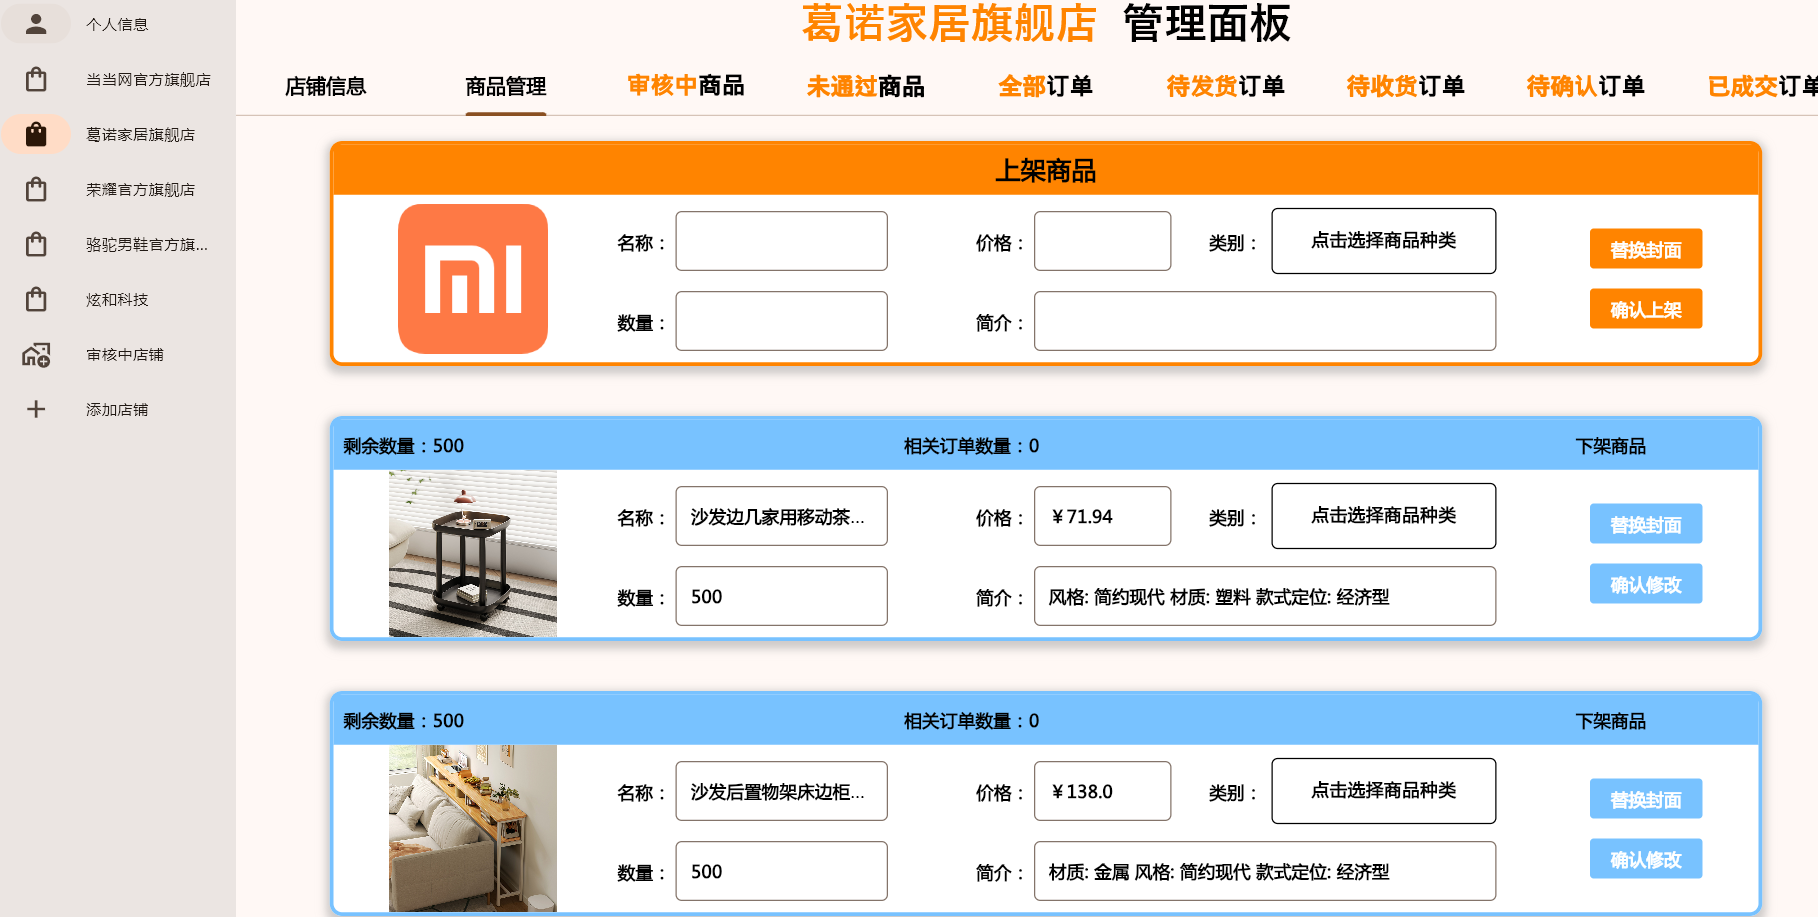 个人信息
当当网官方旗舰店
葛诺家居旗舰店
荣耀官方旗舰店
骆驼男鞋官方旗...
炫和科技
审核中店铺
添加店铺
葛诺家居旗舰店 管理面板
店铺信息 商品管理 审核中商品 未通过商品 全部订单 待发货订单 待收货订单 待确认订单 已成交订单
上架商品
名称： 价格： 类别： 点击选择商品种类 替换封面
数量： 简介： 确认上架
剩余数量：500 相关订单数量：0 下架商品
名称： 沙发边几家用移动茶... 价格： ¥71.94 类别： 点击选择商品种类 替换封面
数量： 500 简介： 风格: 简约现代 材质: 塑料 款式定位: 经济型 确认修改
剩余数量：500 相关订单数量：0 下架商品
名称： 沙发后置物架床边柜... 价格： ¥138.0 类别： 点击选择商品种类 替换封面
数量： 500 简介： 材质: 金属 风格: 简约现代 款式定位: 经济型 确认修改